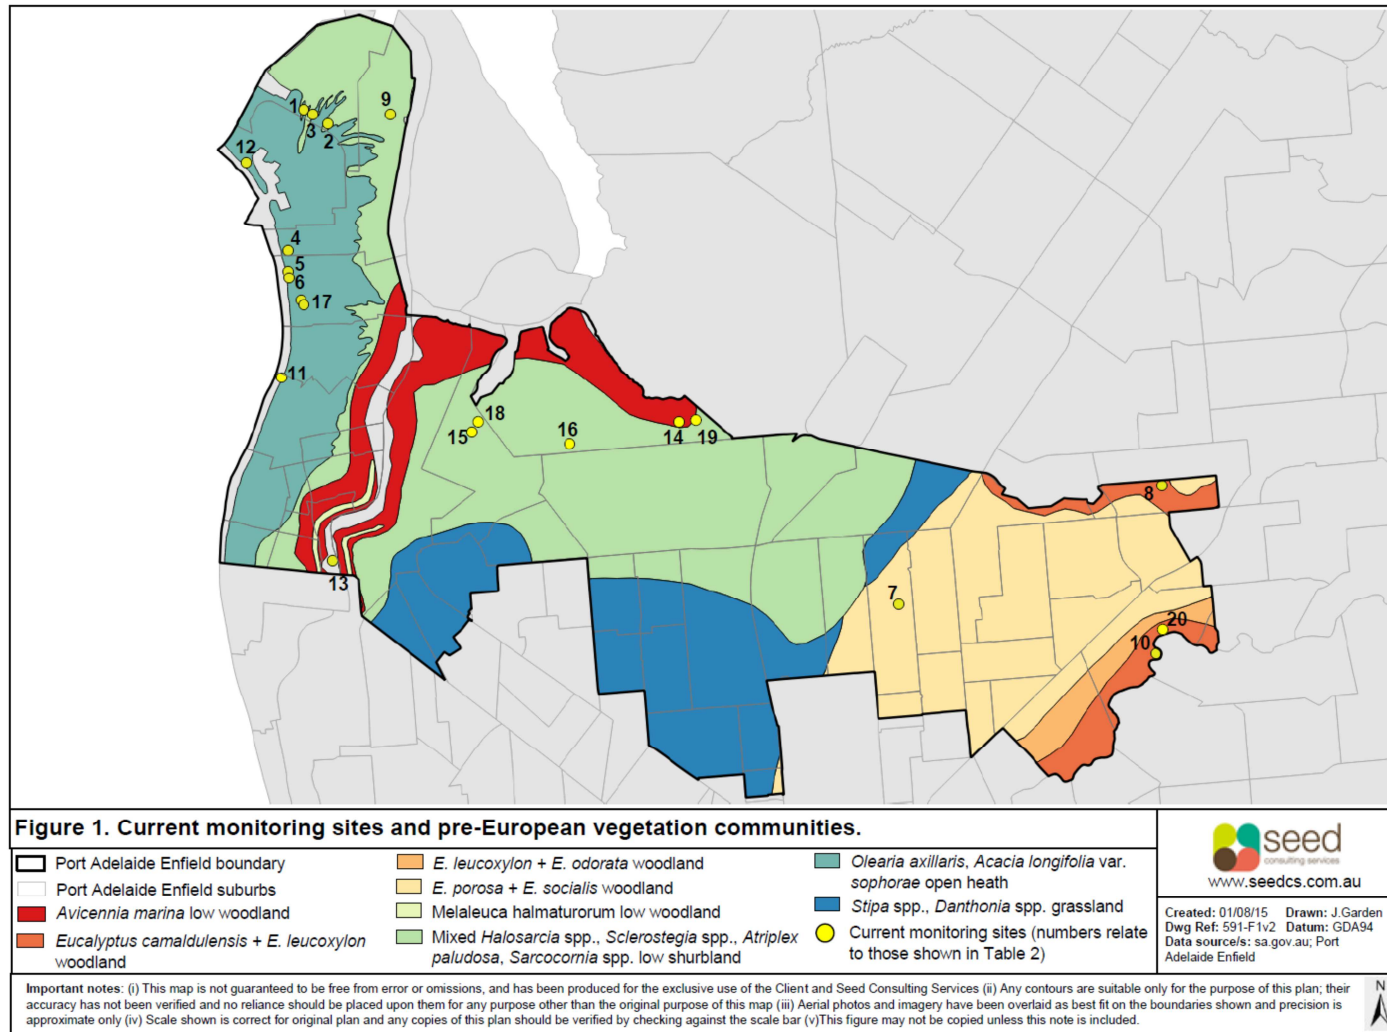 1
3
2
9
12
4
5
6
17
11
18
15
16
14
19
8
13
7
20
10
Figure 1. Current monitoring sites and pre-European vegetation communities.
Port Adelaide Enfield boundary
Port Adelaide Enfield suburbs
Avicennia marina low woodland
Eucalyptus camaldulensis + E. leucoxylon
woodland
E. leucoxylon + E. odorata woodland
E. porosa + E. socialis woodland
Melaleuca halmaturorum low woodland
Mixed Halosarcia spp., Sclerostegia spp., Atriplex
paludosa, Sarcocornia spp. low shurbland
Olearia axillaris, Acacia longifolia var.
sophorae open heath
Stipa spp., Danthonia spp. grassland
Current monitoring sites (numbers relate
to those shown in Table 2)
seed
consulting services
www.seedcs.com.au
Created: 01/08/15 Drawn: J.Garden
Dwg Ref: 591-F1v2 Datum: GDA94
Data source/s: sa.gov.au; Port
Adelaide Enfield
Important notes: (i) This map is not guaranteed to be free from error or omissions, and has been produced for the exclusive use of the Client and Seed Consulting Services (ii) Any contours are suitable only for the purpose of this plan; their
accuracy has not been verified and no reliance should be placed upon them for any purpose other than the original purpose of this map (iii) Aerial photos and imagery have been overlaid as best fit on the boundaries shown and precision is
approximate only (iv) Scale shown is correct for original plan and any copies of this plan should be verified by checking against the scale bar (v)This figure may not be copied unless this note is included.
N